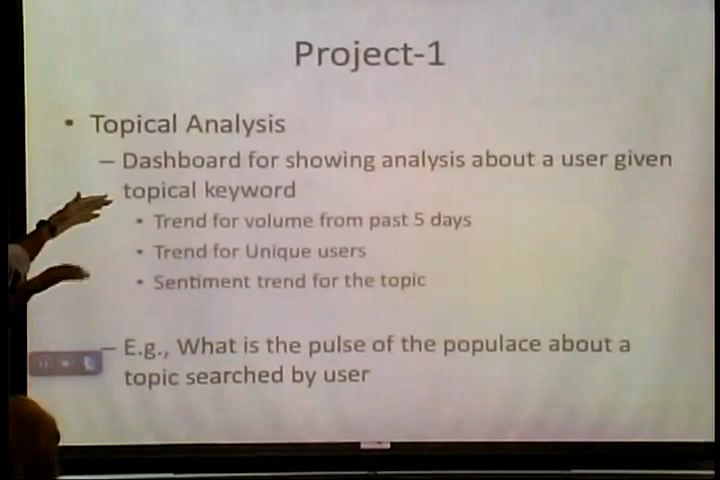 Project-1
• Topical Analysis
– Dashboard for showing analysis about a user given
topical keyword
• Trend for volume from past 5 days
• Trend for Unique users
• Sentiment trend for the topic
– E.g., What is the pulse of the populace about a
topic searched by user